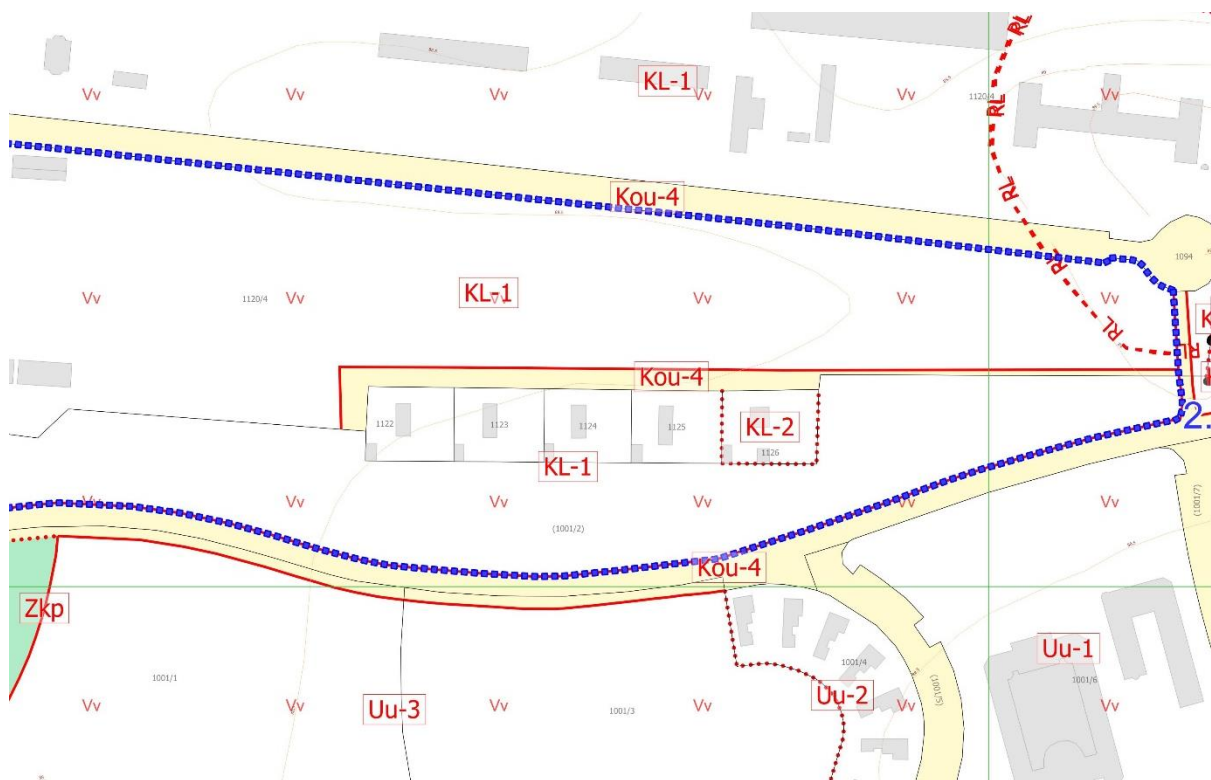 RL
KL-1
Vv
Vv
Vv
Vv
Vv
Vv
1120/4
RL
RL
Kou-4
1094
RL
KL-1
1120/4
Vv
Vv
Vv
Vv
Vv
RL
RL
K
Kou-4
1122
1123
1124
1125
KL-2
1126
2.
KL-1
Vv
Vv
Vv
Vv
Vv
(1001/2)
(1001/7)
Kou-4
Zkp
Uu-1
1001/4
1001/1
1001/6
Uu-2
(1001/5)
Vv
Vv
Uu-3
Vv
1001/3
Vv
Vv
Vv